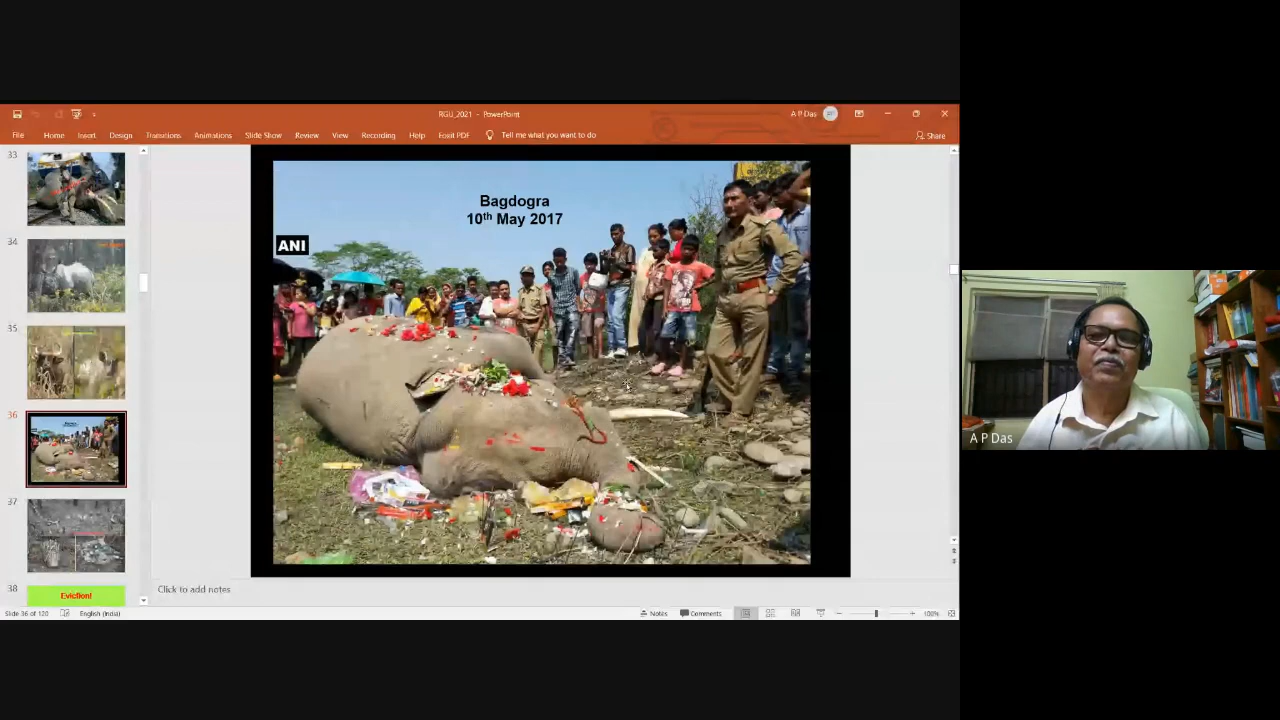 RGU_2021 - PowerPoint
A P Das
File Home Insert Design Transitions Animations Slide Show Review View Recording Help Foxit PDF Tell me what you want to do
Share
33
34
35
36
37
38
Eviction!
Bagdogra
10th May 2017
ANI
Click to add notes
Slide 36 of 120 English (India)
Notes Comments 100%
A P Das